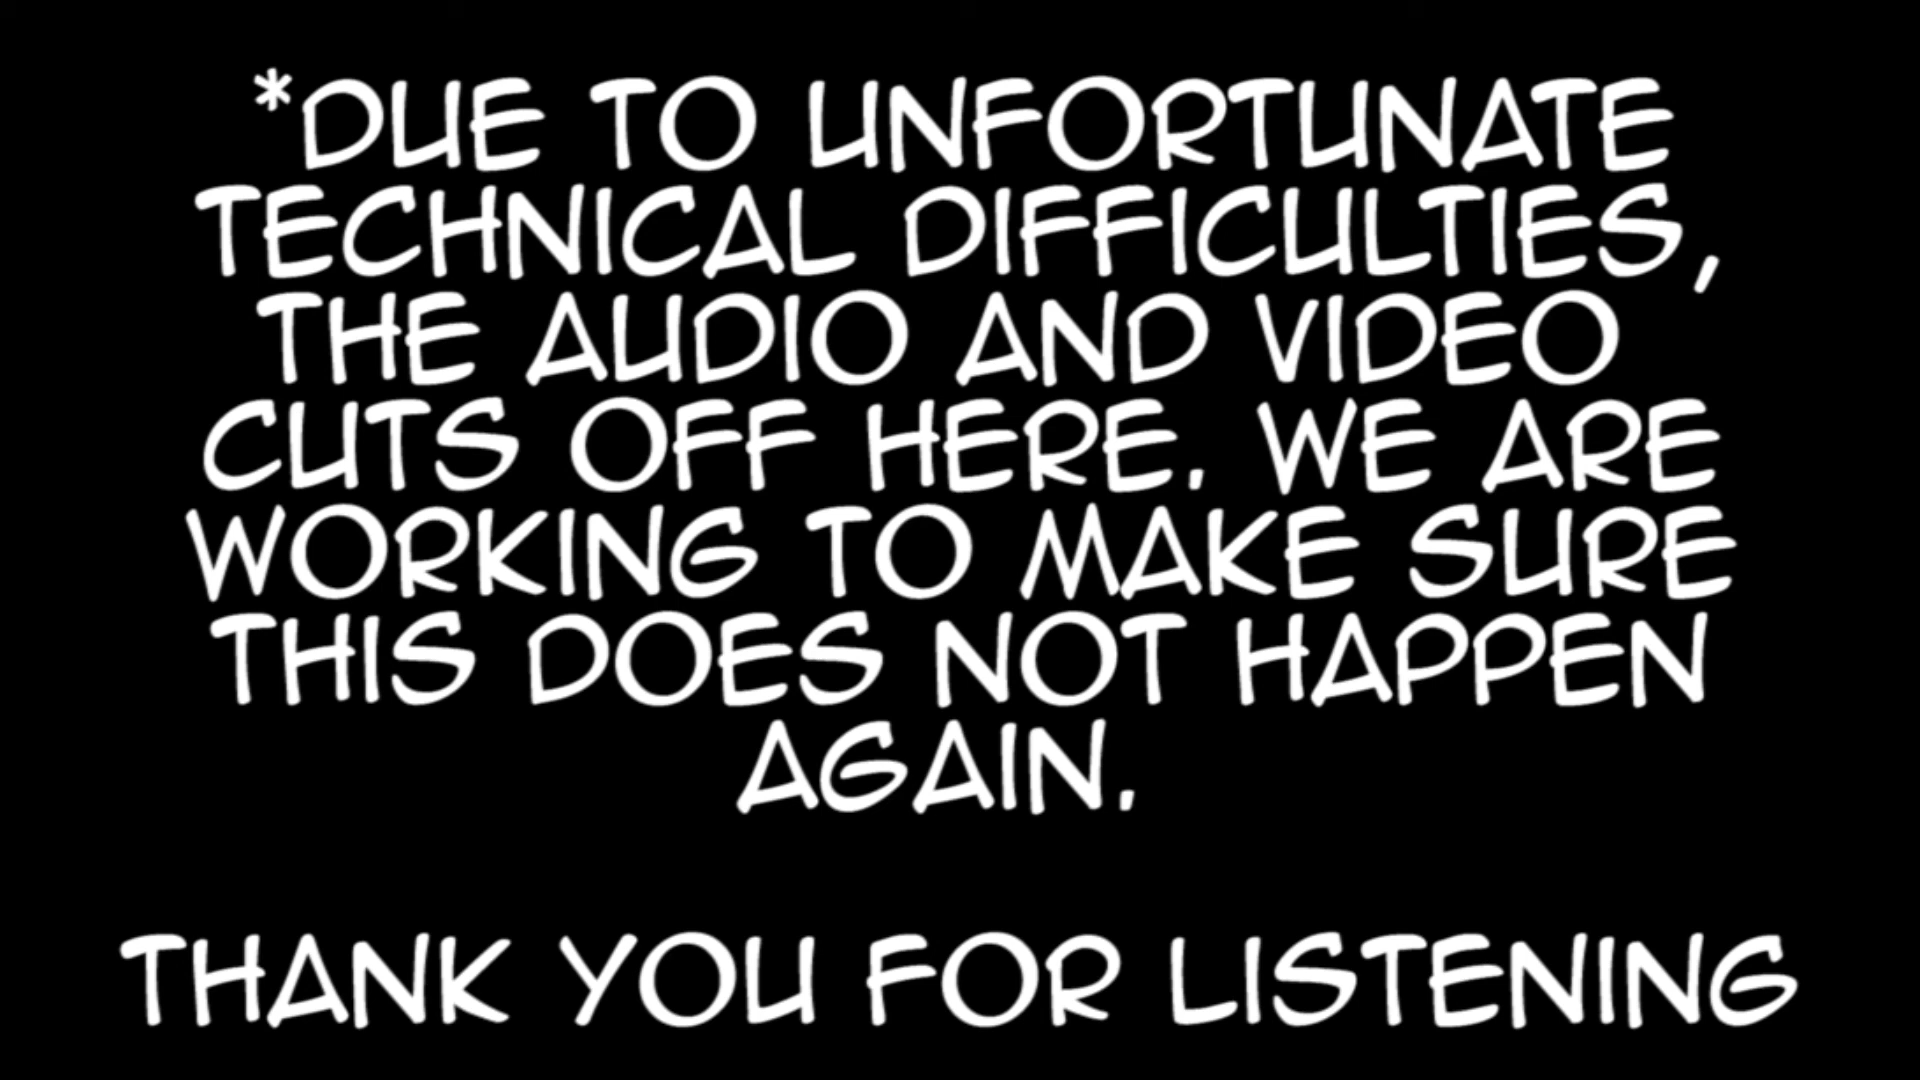 *DUE TO UNFORTUNATE
TECHNICAL DIFFICULTIES,
THE AUDIO AND VIDEO
CUTS OFF HERE. WE ARE
WORKING TO MAKE SURE
THIS DOES NOT HAPPEN
AGAIN.
THANK YOU FOR LISTENING